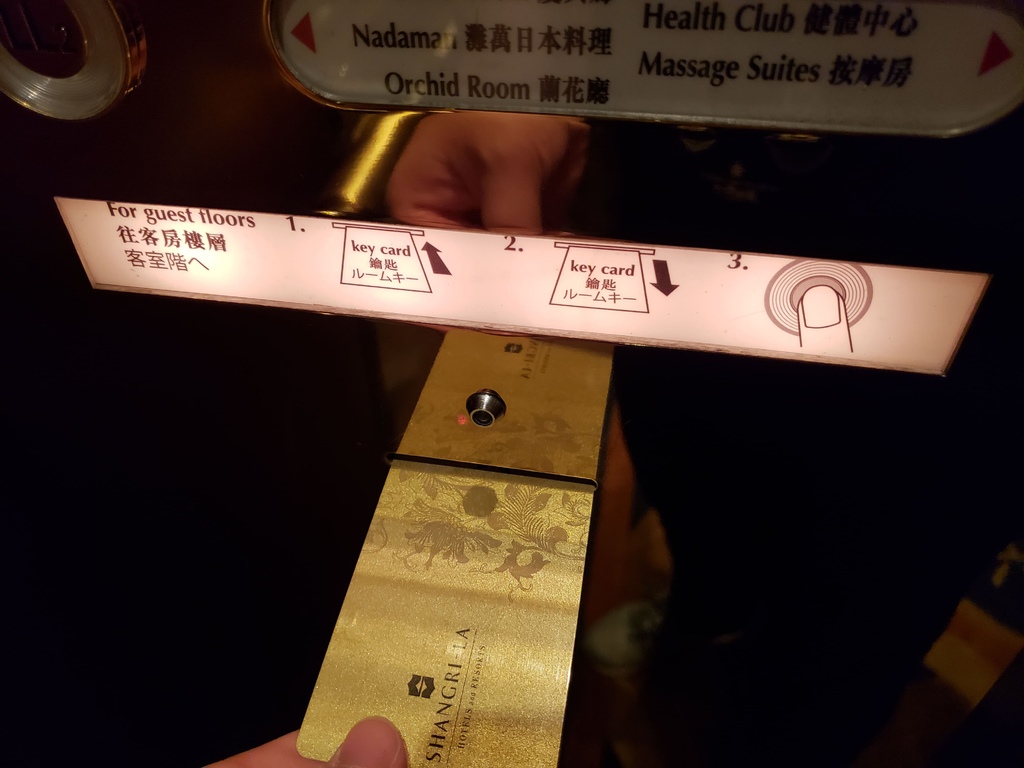 Nadaman 灘萬日本料理
Orchid Room 蘭花廳
Health Club 健體中心
Massage Suites 按摩房
For guest floors
往客房樓層
客室階へ
1.
key card
鑰匙
ルームキー
2.
key card
鑰匙
ルームキー
3.
SHANGRI-LA
HOTELS and RESORTS